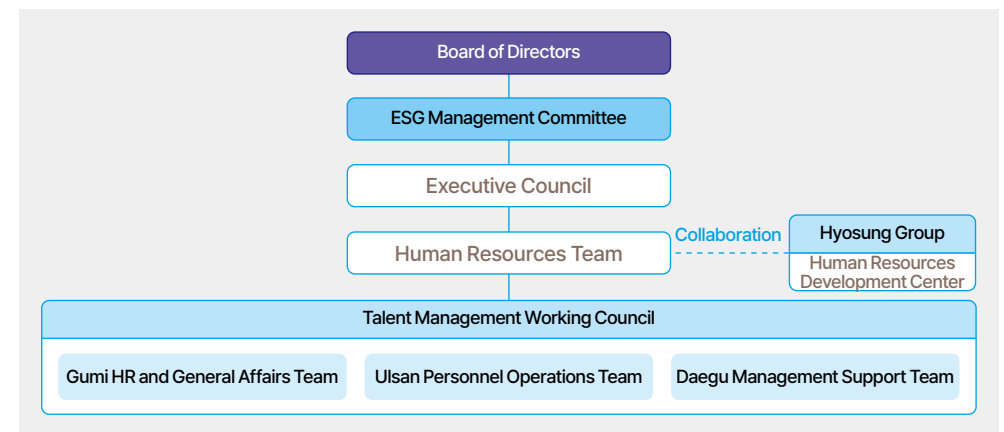 Board of Directors
ESG Management Committee
Executive Council
Human Resources Team
Collaboration
Hyosung Group
Human Resources
Development Center
Talent Management Working Council
Gumi HR and General Affairs Team
Ulsan Personnel Operations Team
Daegu Management Support Team